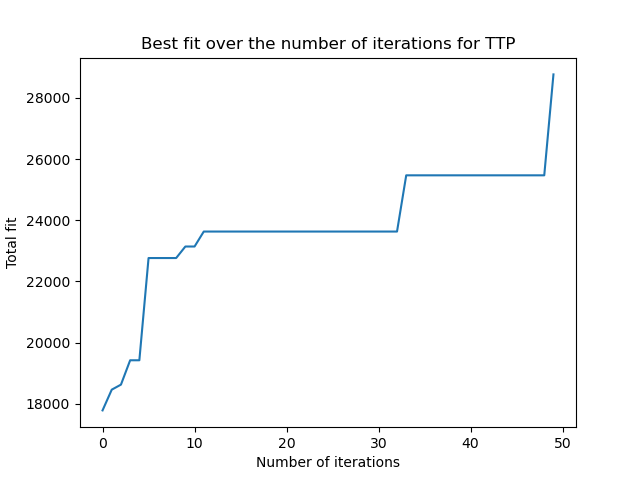 Best fit over the number of iterations for TTP
Total fit
28000
26000
24000
22000
20000
18000
0 10 20 30 40 50
Number of iterations